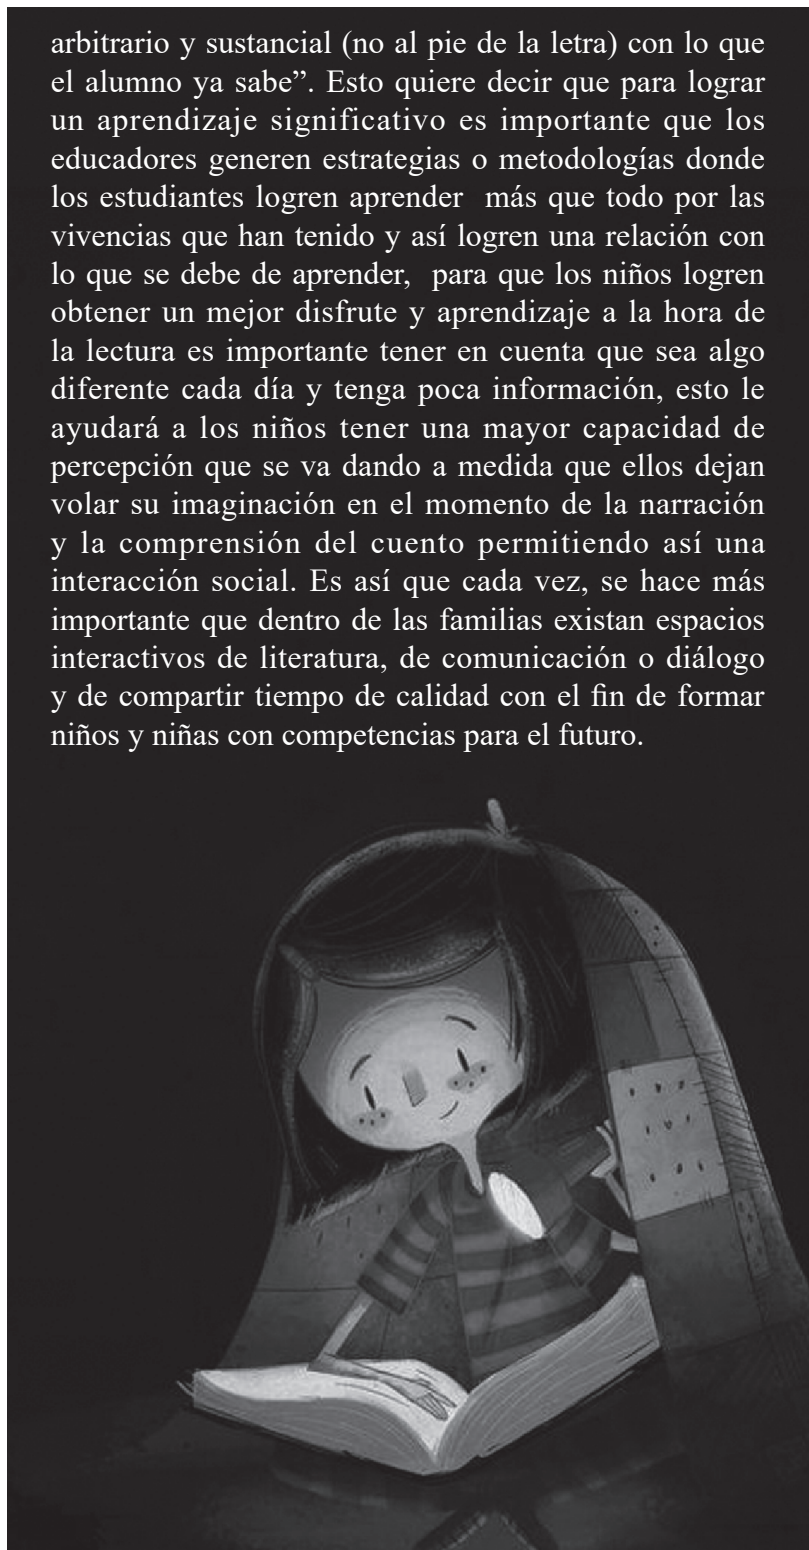 arbitrario y sustancial (no al pie de la letra) con lo que
el alumno ya sabe”. Esto quiere decir que para lograr
un aprendizaje significativo es importante que los
educadores generen estrategias o metodologías donde
los estudiantes logren aprender  más que todo por las
vivencias que han tenido y así logren una relación con
lo que se debe de aprender,  para que los niños logren
obtener un mejor disfrute y aprendizaje a la hora de
la lectura es importante tener en cuenta que sea algo
diferente cada día y tenga poca información, esto le
ayudará a los niños tener una mayor capacidad de
percepción que se va dando a medida que ellos dejan
volar su imaginación en el momento de la narración
y la comprensión del cuento permitiendo así una
interacción social. Es así que cada vez, se hace más
importante que dentro de las familias existan espacios
interactivos de literatura, de comunicación o diálogo
y de compartir tiempo de calidad con el fin de formar
niños y niñas con competencias para el futuro.